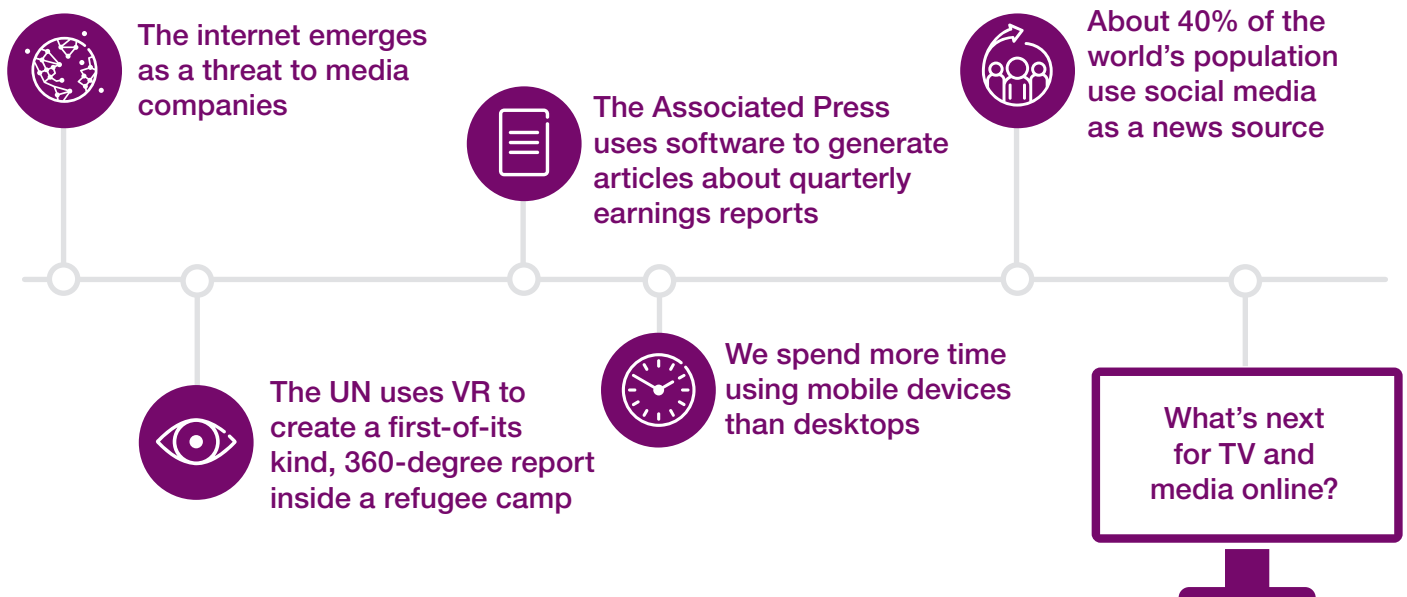 The internet emerges
as a threat to media
companies
The UN uses VR to
create a first-of-its
kind, 360-degree report
inside a refugee camp
The Associated Press
uses software to generate
articles about quarterly
earnings reports
We spend more time
using mobile devices
than desktops
About 40% of the
world’s population
use social media
as a news source
What’s next
for TV and
media online?